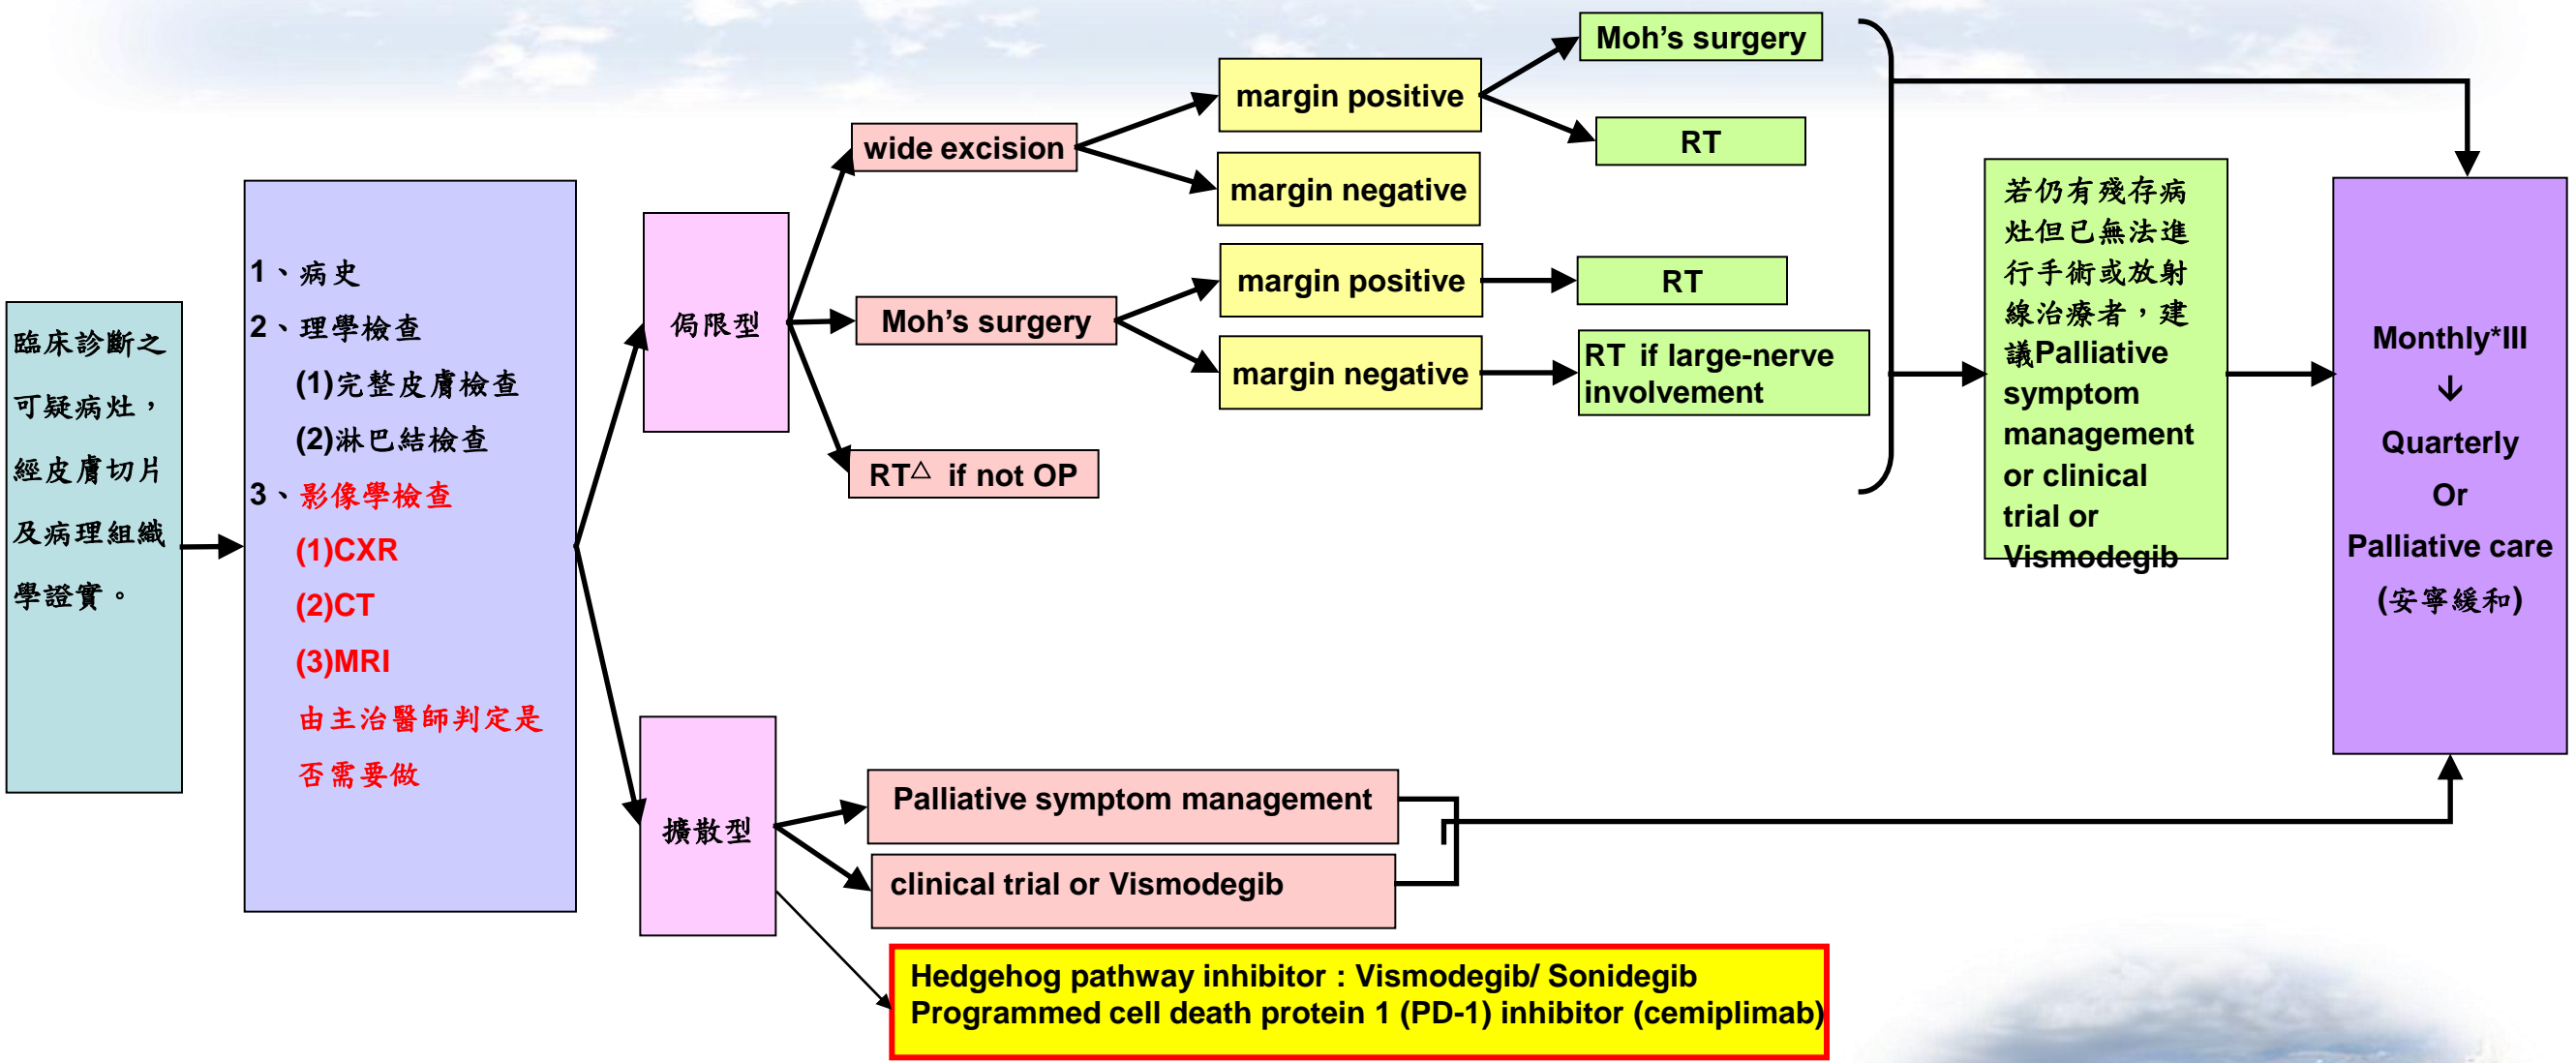 臨床診斷之
可疑病灶，
經皮膚切片
及病理組織
學證實。
1、病史
2、理學檢查
(1)完整皮膚檢查
(2)淋巴結檢查
3、影像學檢查
(1)CXR
(2)CT
(3)MRI
由主治醫師判定是
否需要做
侷限型
wide excision
margin positive
Moh's surgery
RT
margin negative
Moh's surgery
margin positive
RT
margin negative
RT if large-nerve
involvement
RT△ if not OP
若仍有殘存病
灶但已無法進
行手術或放射
線治療者，建
議Palliative
symptom
management
or clinical
trial or
Vismodegib
擴散型
Palliative symptom management
clinical trial or Vismodegib
Hedgehog pathway inhibitor : Vismodegib/ Sonidegib
Programmed cell death protein 1 (PD-1) inhibitor (cemiplimab)
Monthly*III
↓
Quarterly
Or
Palliative care
(安寧緩和)